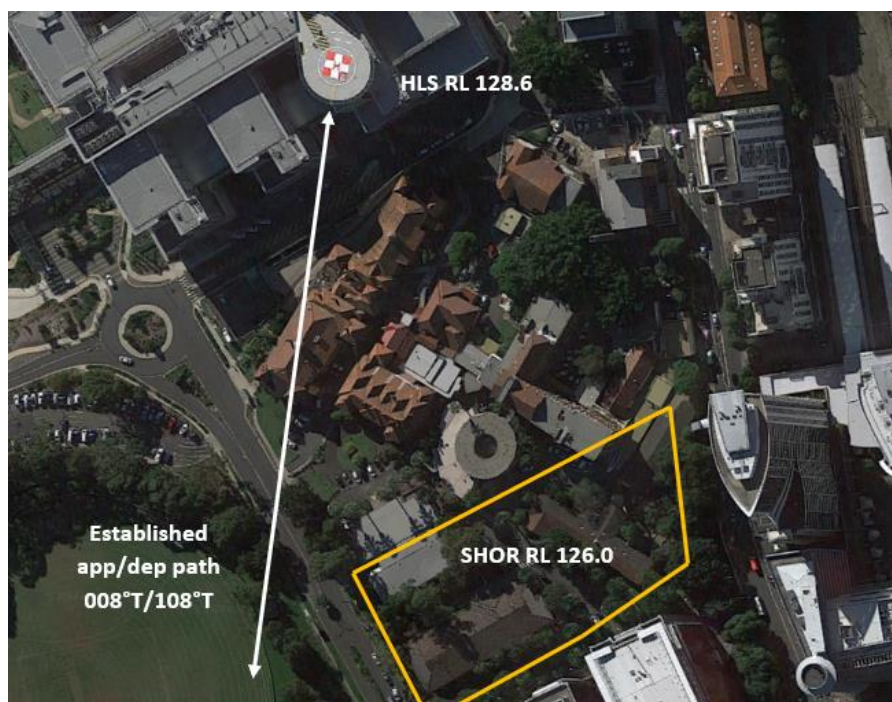 HLS RL 128.6
Established
app/dep path
008°T/108°T
SHOR RL 126.0